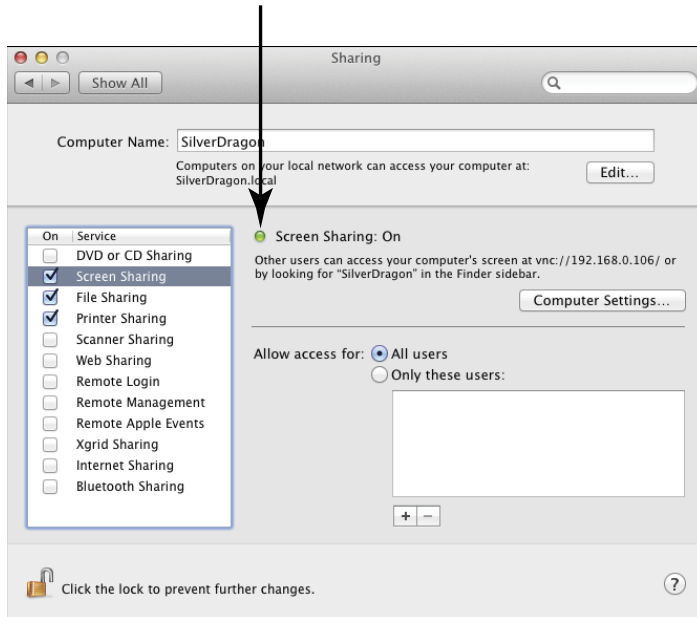 Sharing
Show All
Computer Name: SilverDragon
Computers on your local network can access your computer at:
SilverDragon.local
Edit...
On Service
DVD or CD Sharing
Screen Sharing
File Sharing
Printer Sharing
Scanner Sharing
Web Sharing
Remote Login
Remote Management
Remote Apple Events
Xgrid Sharing
Internet Sharing
Bluetooth Sharing
Screen Sharing: On
Other users can access your computer's screen at vnc://192.168.0.106/ or
by looking for “SilverDragon” in the Finder sidebar.
Computer Settings...
Allow access for: All users
Only these users:
+ −
Click the lock to prevent further changes.
?